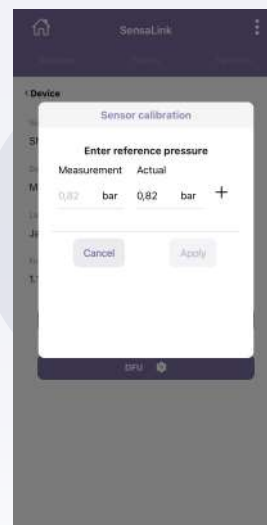 SensaLink
Device
Sensor calibration
Enter reference pressure
Measurement Actual
0,82 bar 0,82 bar +
Cancel Apply
DFU